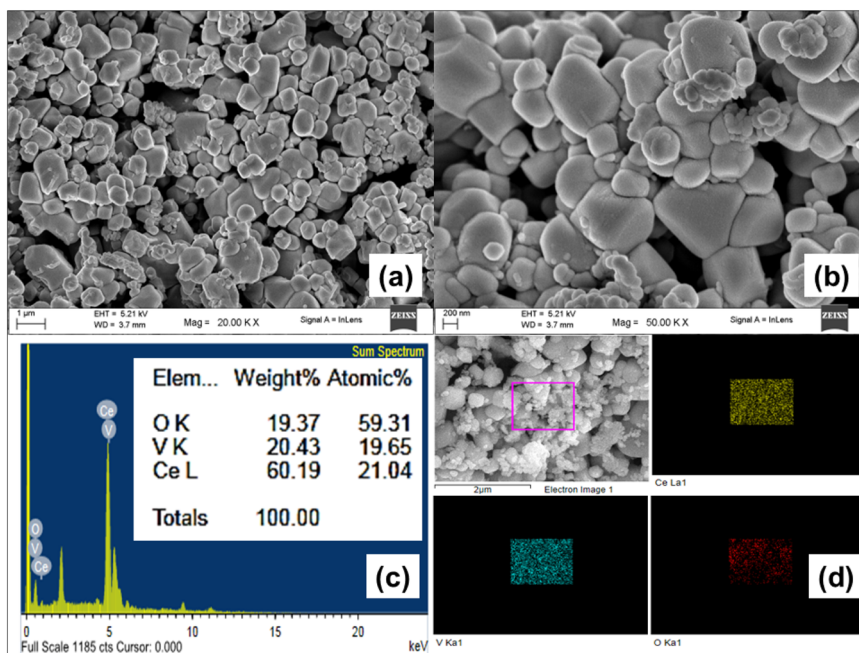 (a)
1 µm
EHT = 5.21 kV
WD = 3.7 mm
Mag = 20.00 K X
Signal A = InLens
ZEISS
(b)
200 nm
EHT = 5.21 kV
WD = 3.7 mm
Mag = 50.00 K X
Signal A = InLens
ZEISS
Sum Spectrum
Elem... Weight% Atomic%
O K 19.37 59.31
V K 20.43 19.65
Ce L 60.19 21.04
Totals 100.00
Ce
V
O
V
Ce
(c)
0 5 10 15 20
Full Scale 1185 cts Cursor: 0.000 keV
2µm Electron Image 1
Ce La1
V Ka1
O Ka1
(d)